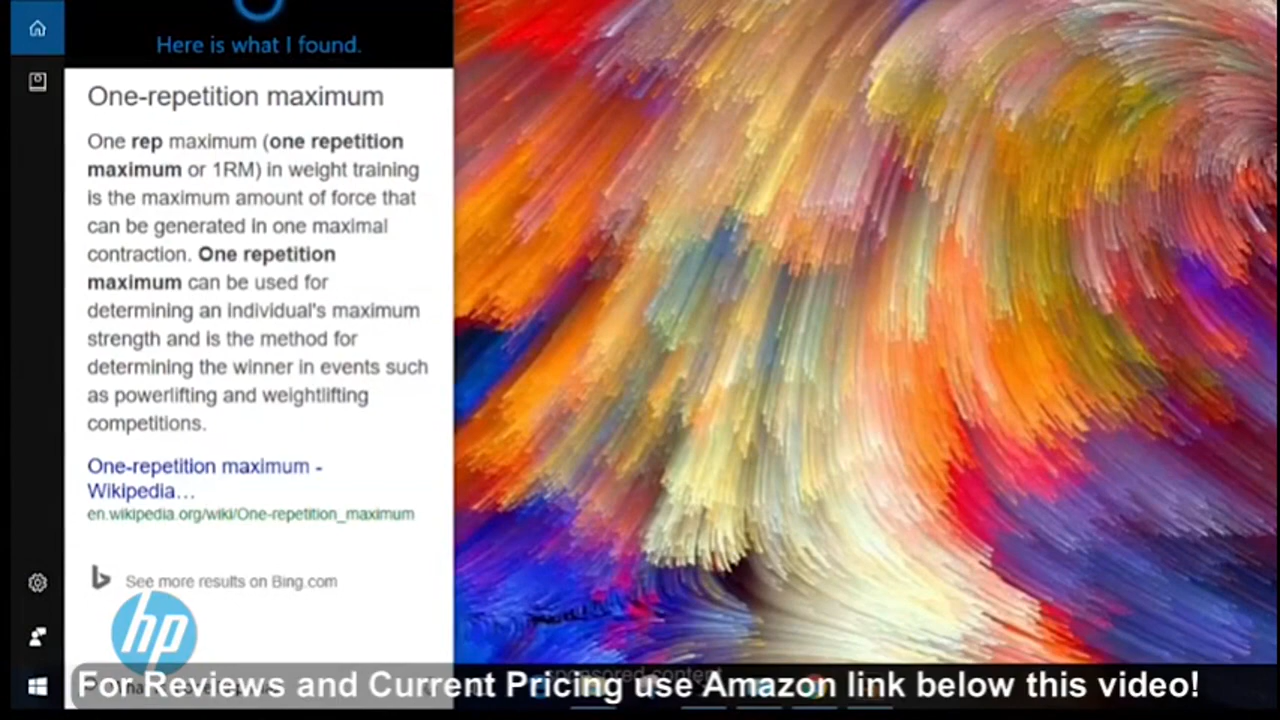 Here is what I found.
One-repetition maximum
One rep maximum (one repetition
maximum or 1RM) in weight training
is the maximum amount of force that
can be generated in one maximal
contraction. One repetition
maximum can be used for
determining an individual's maximum
strength and is the method for
determining the winner in events such
as powerlifting and weightlifting
competitions.
One-repetition maximum -
Wikipedia...
en.wikipedia.org/wiki/One-repetition_maximum
See more results on Bing.com
hp
sponsored content
For Reviews and Current Pricing use Amazon link below this video!